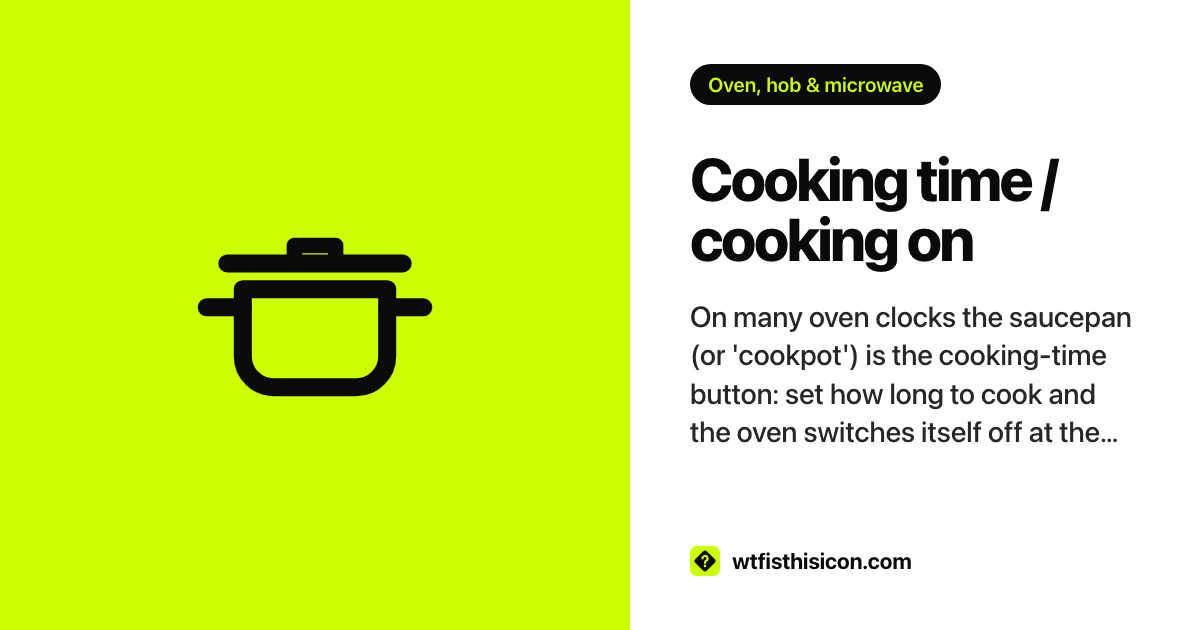 Oven, hob & microwave
Cooking time /
cooking on
On many oven clocks the saucepan
(or 'cookpot') is the cooking-time
button: set how long to cook and
the oven switches itself off at the…
?
wtfisthisicon.com